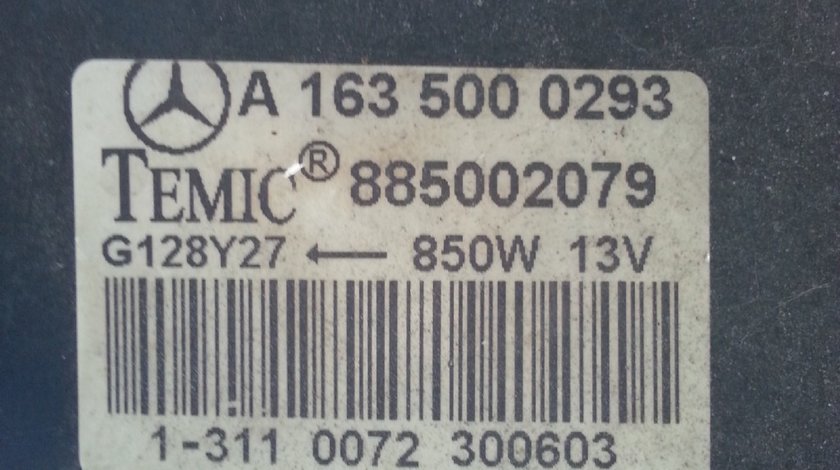 A 163 500 0293
TEMIC® 885002079
G128Y27 ← 850W 13V
1-311 0072 300603